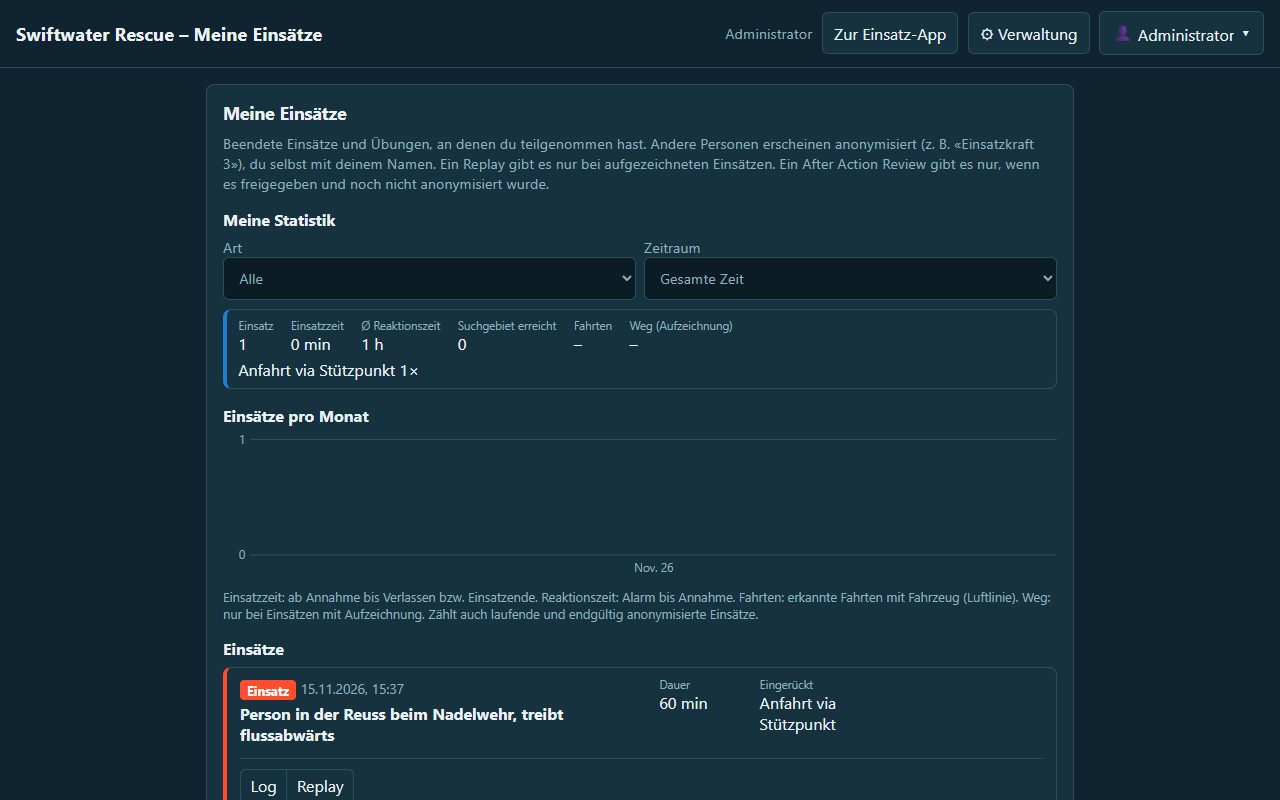 Swiftwater Rescue – Meine Einsätze
Administrator
Zur Einsatz-App
⚙ Verwaltung
👤 Administrator ▾
Meine Einsätze
Beendete Einsätze und Übungen, an denen du teilgenommen hast. Andere Personen erscheinen anonymisiert (z. B. «Einsatzkraft
3»), du selbst mit deinem Namen. Ein Replay gibt es nur bei aufgezeichneten Einsätzen. Ein After Action Review gibt es nur, wenn
es freigegeben und noch nicht anonymisiert wurde.
Meine Statistik
Art
Zeitraum
Alle
Gesamte Zeit
Einsatz Einsatzzeit Ø Reaktionszeit Suchgebiet erreicht Fahrten Weg (Aufzeichnung)
1 0 min 1 h 0 – –
Anfahrt via Stützpunkt 1×
Einsätze pro Monat
1
0
Nov. 26
Einsatzzeit: ab Annahme bis Verlassen bzw. Einsatzende. Reaktionszeit: Alarm bis Annahme. Fahrten: erkannte Fahrten mit Fahrzeug (Luftlinie). Weg:
nur bei Einsätzen mit Aufzeichnung. Zählt auch laufende und endgültig anonymisierte Einsätze.
Einsätze
Einsatz 15.11.2026, 15:37
Person in der Reuss beim Nadelwehr, treibt
flussabwärts
Dauer
60 min
Eingerückt
Anfahrt via
Stützpunkt
Log
Replay